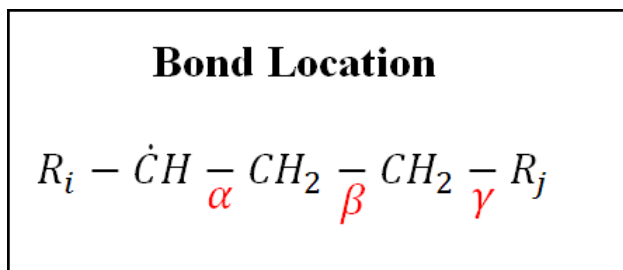 Bond Location
R_i − ĊH − CH_2 − CH_2 − R_j
α β γ